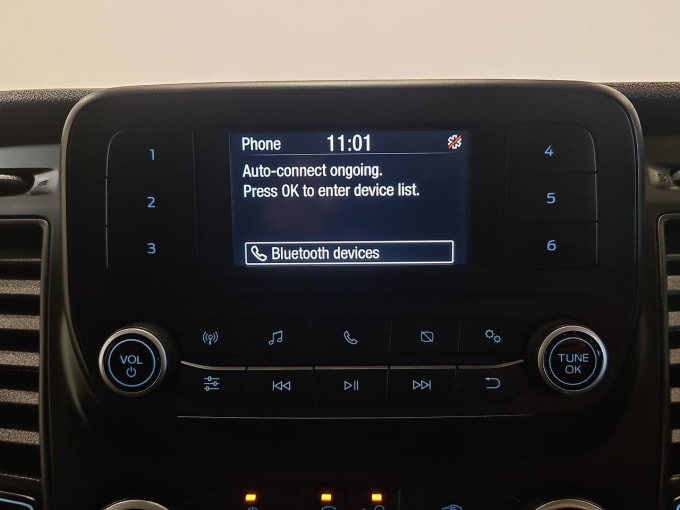 Phone 11:01
Auto-connect ongoing.
Press OK to enter device list.
Bluetooth devices
1
2
3
4
5
6
VOL
TUNE
OK